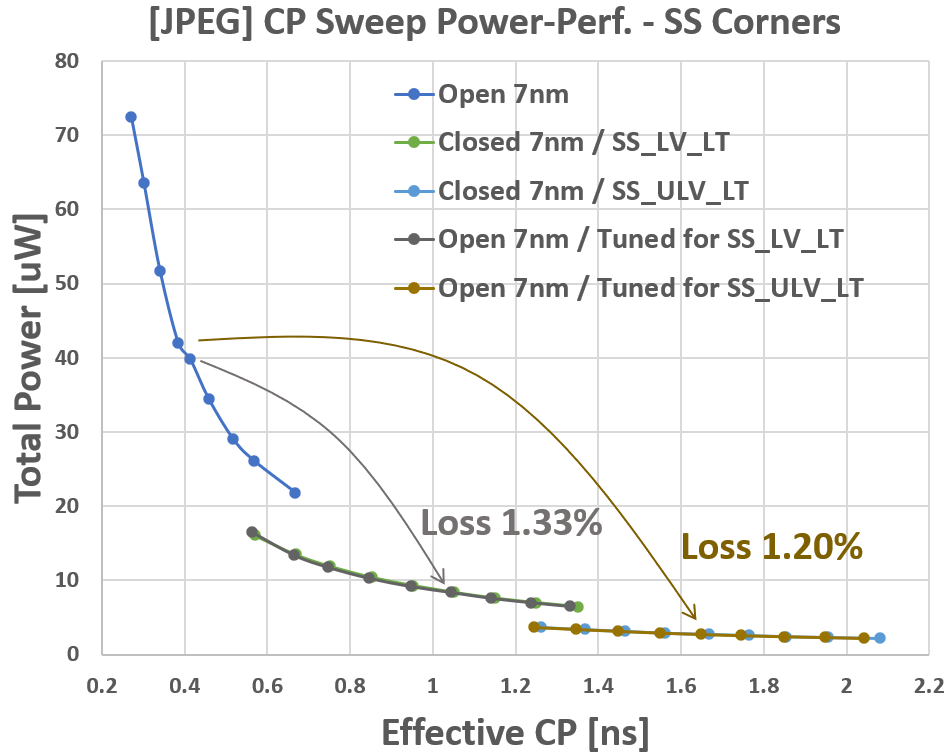 [JPEG] CP Sweep Power-Perf. - SS Corners
80
70
60
50
40
30
20
10
0
Total Power [uW]
Open 7nm
Closed 7nm / SS_LV_LT
Closed 7nm / SS_ULV_LT
Open 7nm / Tuned for SS_LV_LT
Open 7nm / Tuned for SS_ULV_LT
Loss 1.33%
Loss 1.20%
0.2 0.4 0.6 0.8 1 1.2 1.4 1.6 1.8 2 2.2
Effective CP [ns]